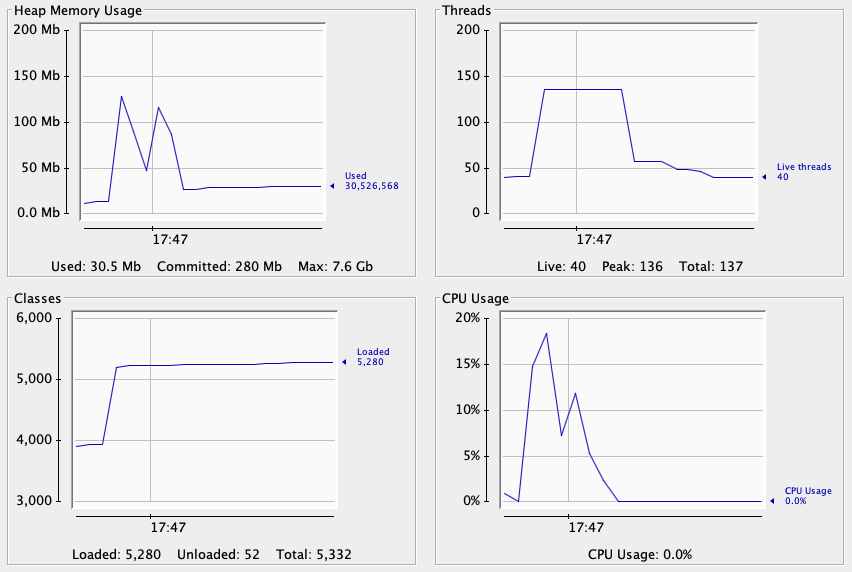 Heap Memory Usage
200 Mb
150 Mb
100 Mb
50 Mb
0.0 Mb
Used
30,526,568
17:47
Used: 30.5 Mb Committed: 280 Mb Max: 7.6 Gb
Threads
200
150
100
50
0
Live threads
40
17:47
Live: 40 Peak: 136 Total: 137
Classes
6,000
5,000
4,000
3,000
Loaded
5,280
17:47
Loaded: 5,280 Unloaded: 52 Total: 5,332
CPU Usage
20%
15%
10%
5%
0%
CPU Usage
0.0%
17:47
CPU Usage: 0.0%